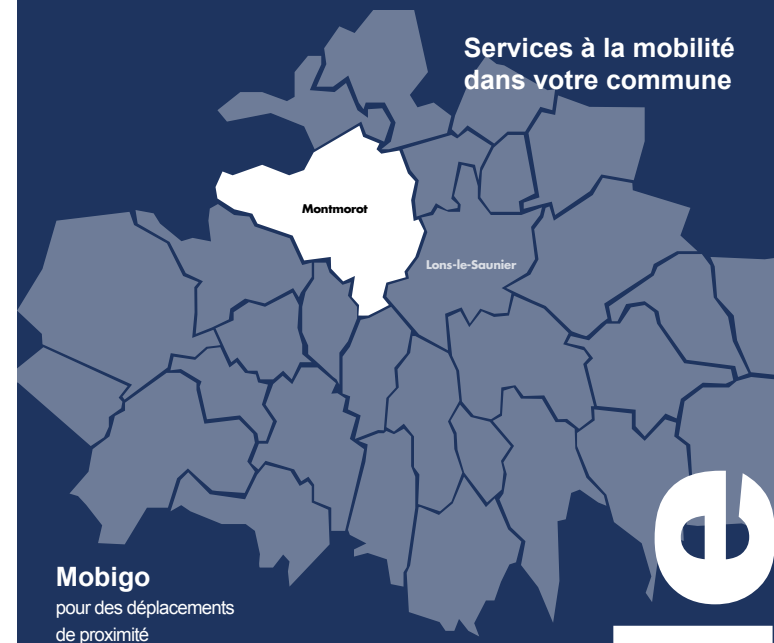 Services à la mobilité
dans votre commune
Montmorot
Lons-le-Saunier
e
Mobigo
pour des déplacements
de proximité